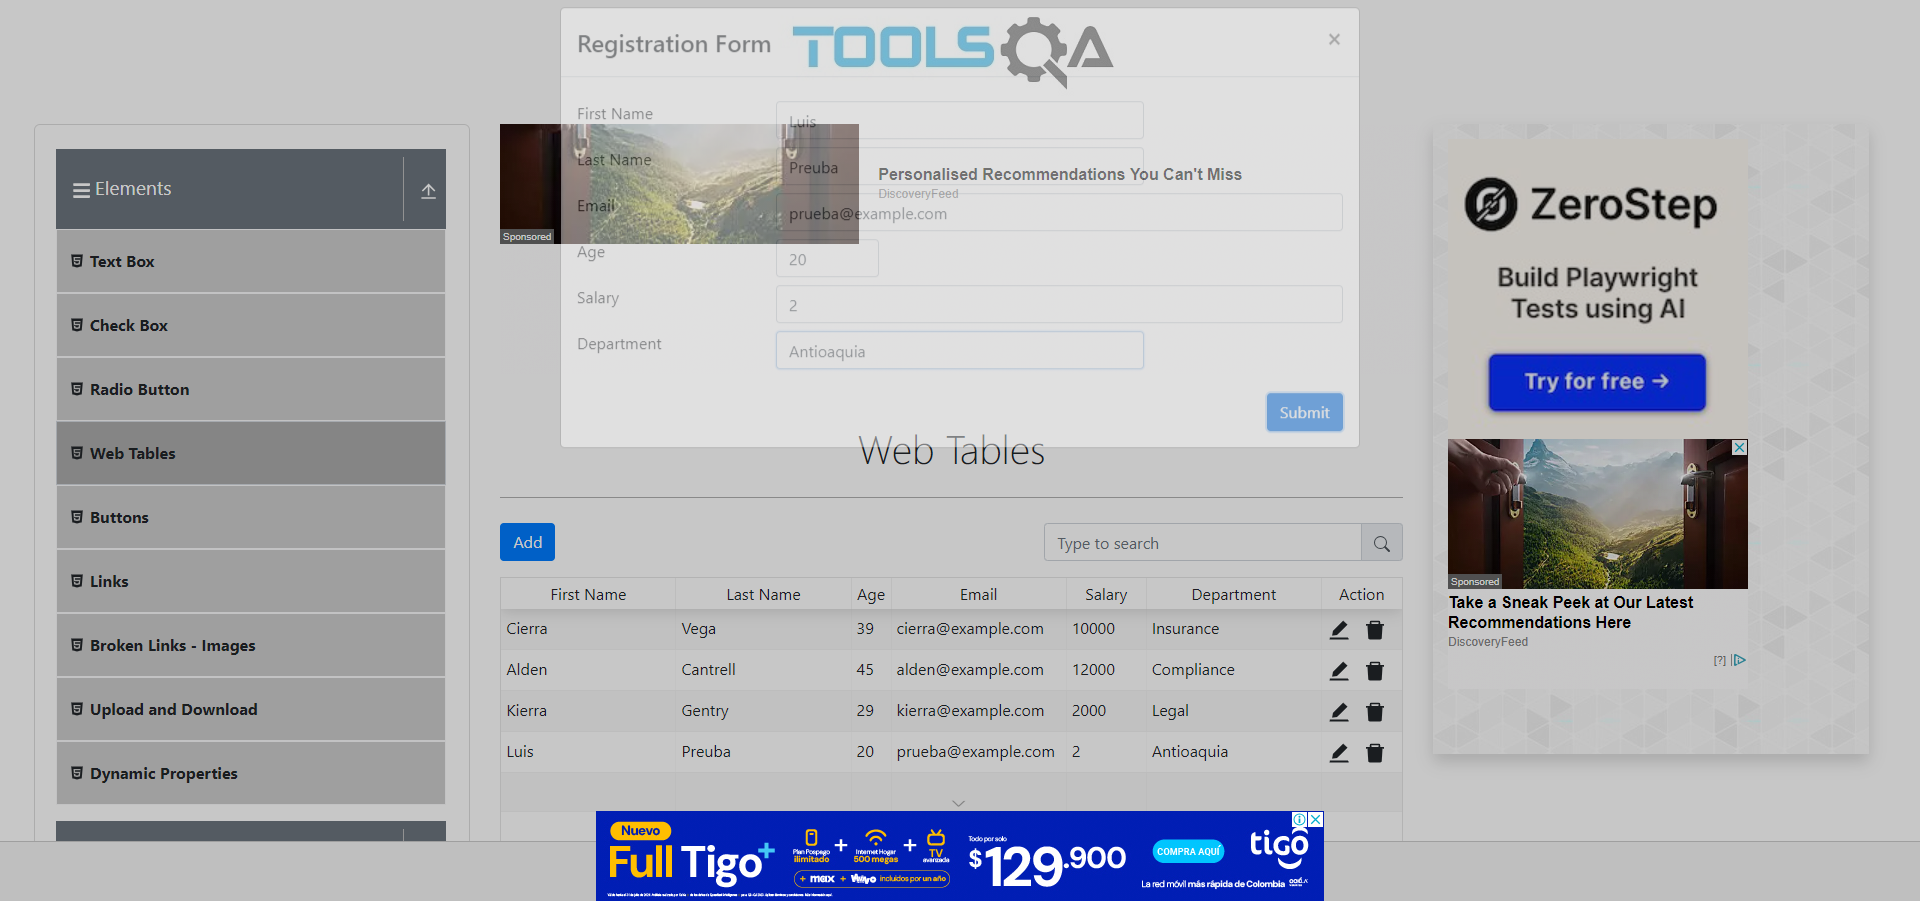 Registration Form
TOOLSQA
×
First Name
Luis
Last Name
Preuba
Email
prueba@example.com
Age
20
Salary
2
Department
Antioaquia
Submit
Elements
Text Box
Check Box
Radio Button
Web Tables
Buttons
Links
Broken Links - Images
Upload and Download
Dynamic Properties
Sponsored
Personalised Recommendations You Can't Miss
DiscoveryFeed
Web Tables
Add
Type to search
First Name Last Name Age Email Salary Department Action
Cierra Vega 39 cierra@example.com 10000 Insurance
Alden Cantrell 45 alden@example.com 12000 Compliance
Kierra Gentry 29 kierra@example.com 2000 Legal
Luis Preuba 20 prueba@example.com 2 Antioaquia
ZeroStep
Build Playwright
Tests using AI
Try for free →
Sponsored
Take a Sneak Peek at Our Latest
Recommendations Here
DiscoveryFeed
[?]
Nuevo
Full Tigo+
Plan Pospago
ilimitado
+
Internet Hogar
500 megas
+
TV
avanzada
+ max + incluidos por un año
Todo por solo
$129.900
COMPRA AQUÍ
tigo
La red móvil más rápida de Colombia